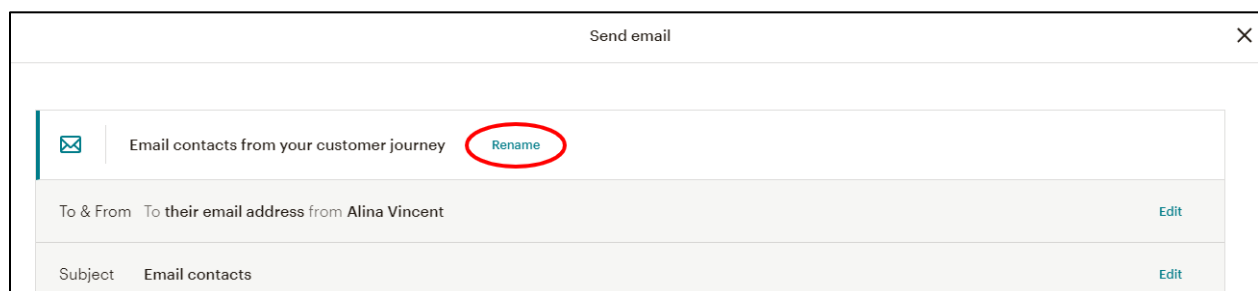 Send email
Email contacts from your customer journey Rename
To & From To their email address from Alina Vincent Edit
Subject Email contacts Edit